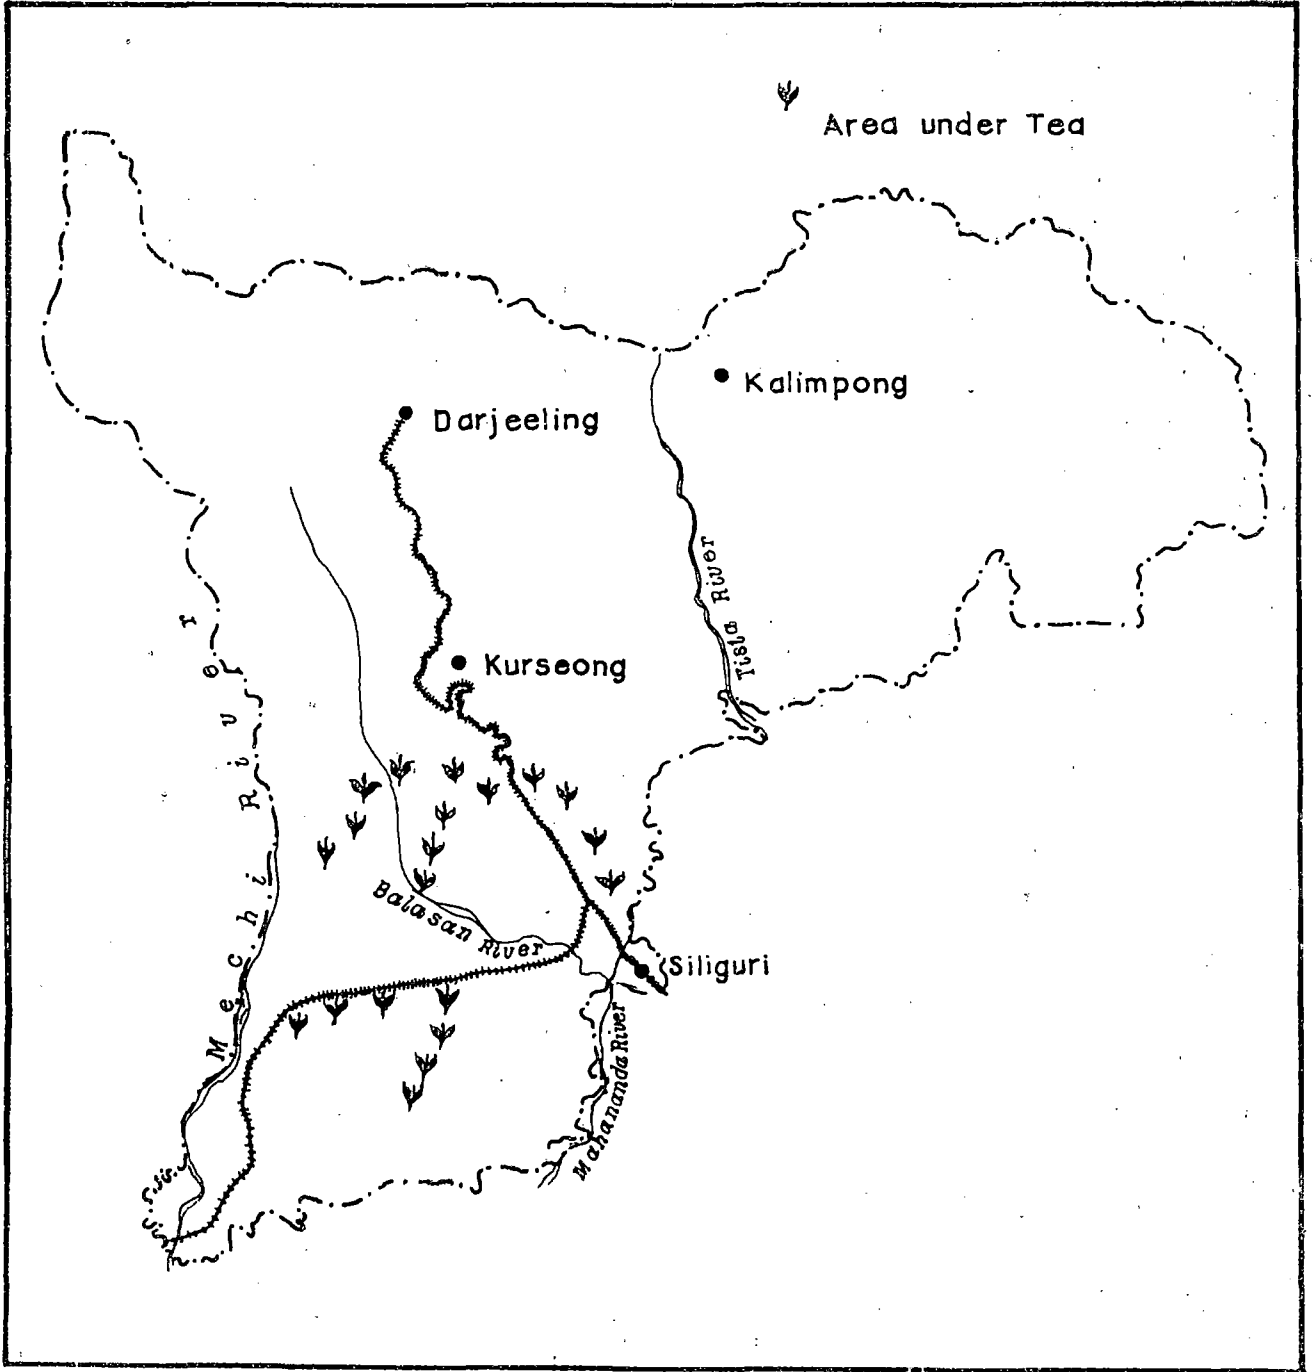 Area under Tea
Kalimpong
Darjeeling
Tista River
Kurseong
Mechi River
Balasan River
Siliguri
Mahananda River